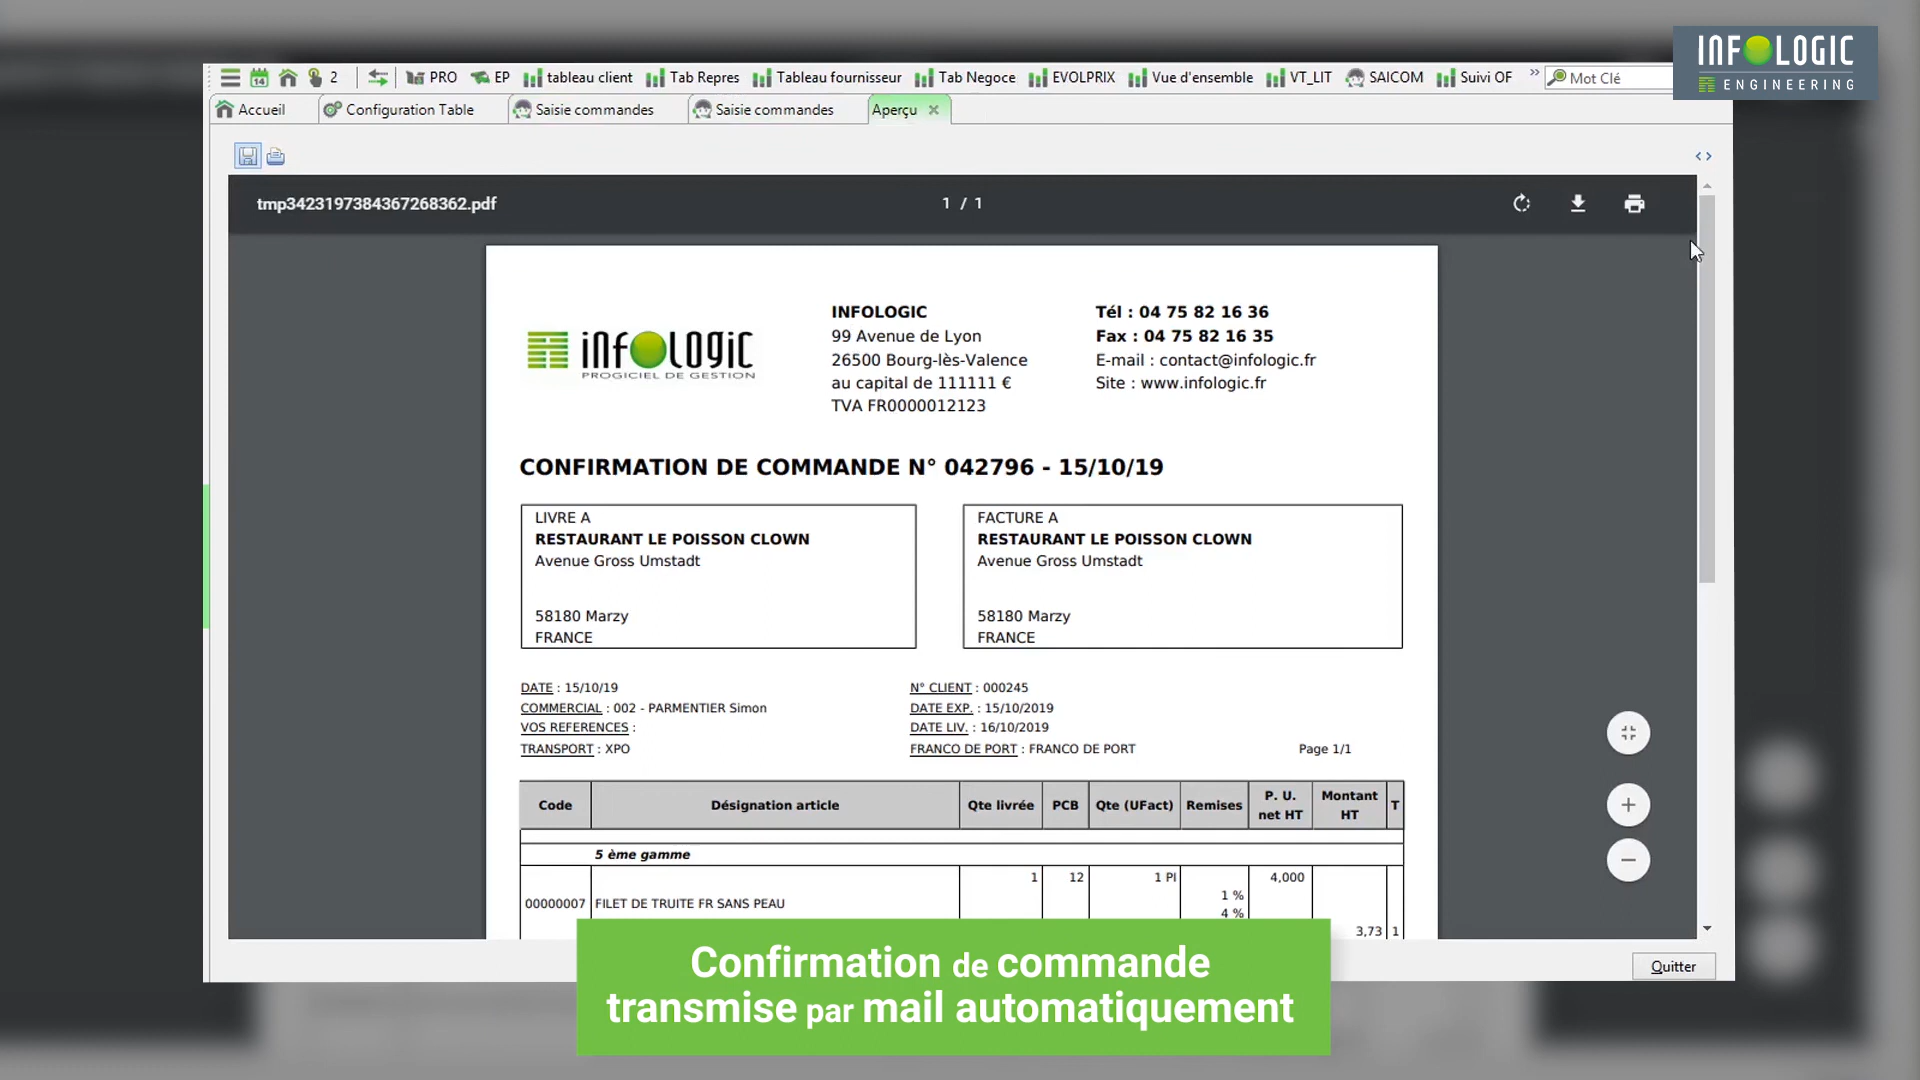 INFOLOGIC
ENGINEERING
2 PRO EP tableau client Tab Repres Tableau fournisseur Tab Negoce EVOLPRIX Vue d'ensemble VT_LIT SAICOM Suivi OF » Mot Clé
Accueil Configuration Table Saisie commandes Saisie commandes Aperçu
tmp3423197384367268362.pdf 1 / 1
INFOLOGIC
PROGICIEL DE GESTION
INFOLOGIC
99 Avenue de Lyon
26500 Bourg-lès-Valence
au capital de 111111 €
TVA FR0000012123
Tél : 04 75 82 16 36
Fax : 04 75 82 16 35
E-mail : contact@infologic.fr
Site : www.infologic.fr
CONFIRMATION DE COMMANDE N° 042796 - 15/10/19
LIVRE A
RESTAURANT LE POISSON CLOWN
Avenue Gross Umstadt
58180 Marzy
FRANCE
FACTURE A
RESTAURANT LE POISSON CLOWN
Avenue Gross Umstadt
58180 Marzy
FRANCE
DATE : 15/10/19
COMMERCIAL : 002 - PARMENTIER Simon
VOS REFERENCES :
TRANSPORT : XPO
N° CLIENT : 000245
DATE EXP. : 15/10/2019
DATE LIV. : 16/10/2019
FRANCO DE PORT : FRANCO DE PORT
Page 1/1
Code Désignation article Qte livrée PCB Qte (UFact) Remises P. U. net HT Montant HT T
5 ème gamme
1 12 1 PI 4,000
1 %
00000007 FILET DE TRUITE FR SANS PEAU
4 %
3,73 1
Quitter
Confirmation de commande
transmise par mail automatiquement